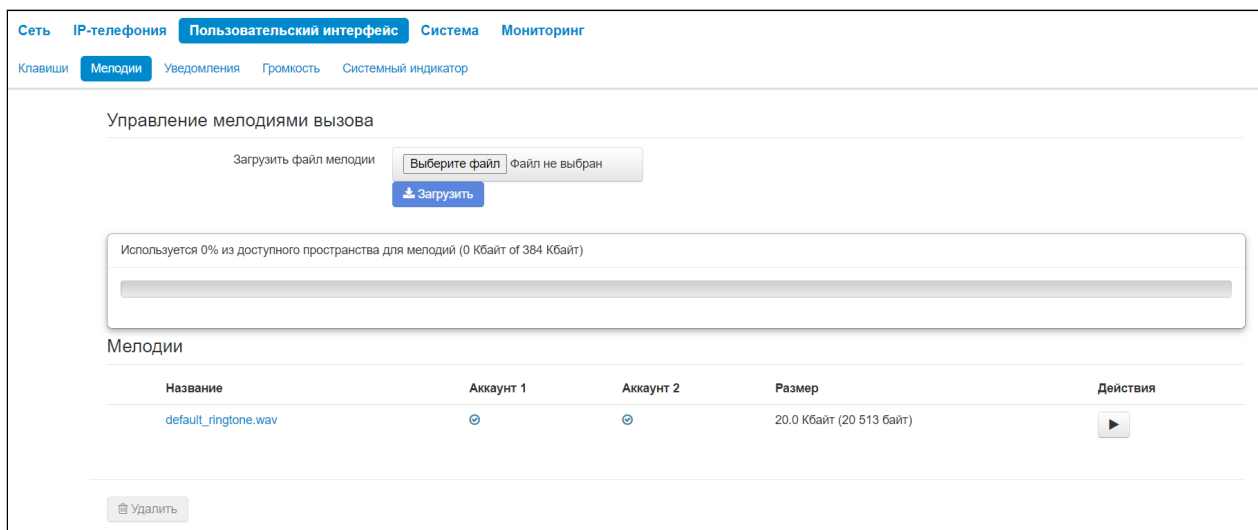 Сеть IP-телефония Пользовательский интерфейс Система Мониторинг
Клавиши Мелодии Уведомления Громкость Системный индикатор
Управление мелодиями вызова
Загрузить файл мелодии Выберите файл Файл не выбран
Загрузить
Используется 0% из доступного пространства для мелодий (0 Кбайт of 384 Кбайт)
Мелодии
Название Аккаунт 1 Аккаунт 2 Размер Действия
default_ringtone.wav 20.0 Кбайт (20 513 байт)
Удалить